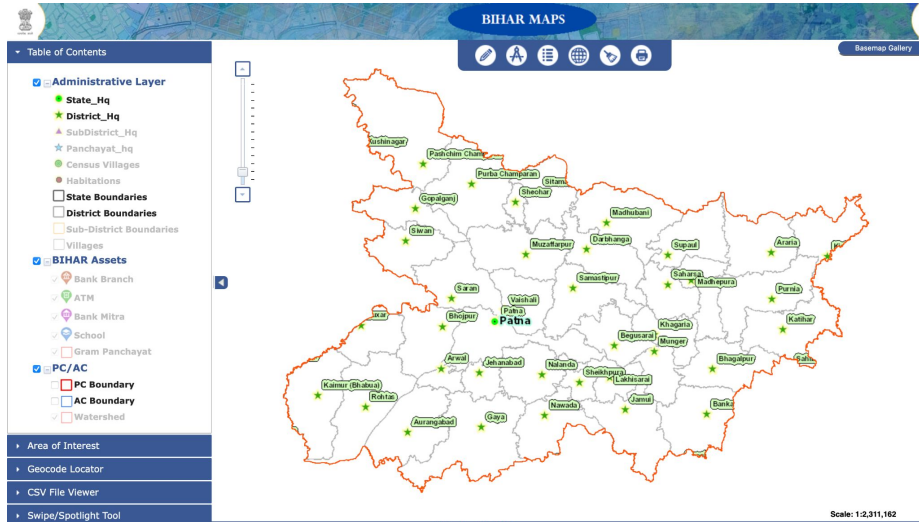 BIHAR MAPS
Basemap Gallery
Table of Contents
Administrative Layer
State_Hq
District_Hq
SubDistrict_Hq
Panchayat_hq
Census Villages
Habitations
State Boundaries
District Boundaries
Sub-District Boundaries
Villages
BIHAR Assets
Bank Branch
ATM
Bank Mitra
School
Gram Panchayat
PC/AC
PC Boundary
AC Boundary
Watershed
Area of Interest
Geocode Locator
CSV File Viewer
Swipe/Spotlight Tool
Kushinagar
Pashchim Champ
Purba Champaran
Sitama
Sheohar
Gopalganj
Madhubani
Siwan
Muzaffarpur
Darbhanga
Supaul
Araria
Saharsa
Madhepura
Samastipur
Saran
Vaishali
Purnia
Patna
Patna
Bhojpur
uxar
Khagaria
Katihar
Begusarai
Munger
Arwal
Jehanabad
Nalanda
Sheikhpura
Lakhisarai
Bhagalpur
Sahi
Kaimur (Bhabua)
Rohtas
Aurangabad
Gaya
Nawada
Jamui
Banka
Scale: 1:2,311,162